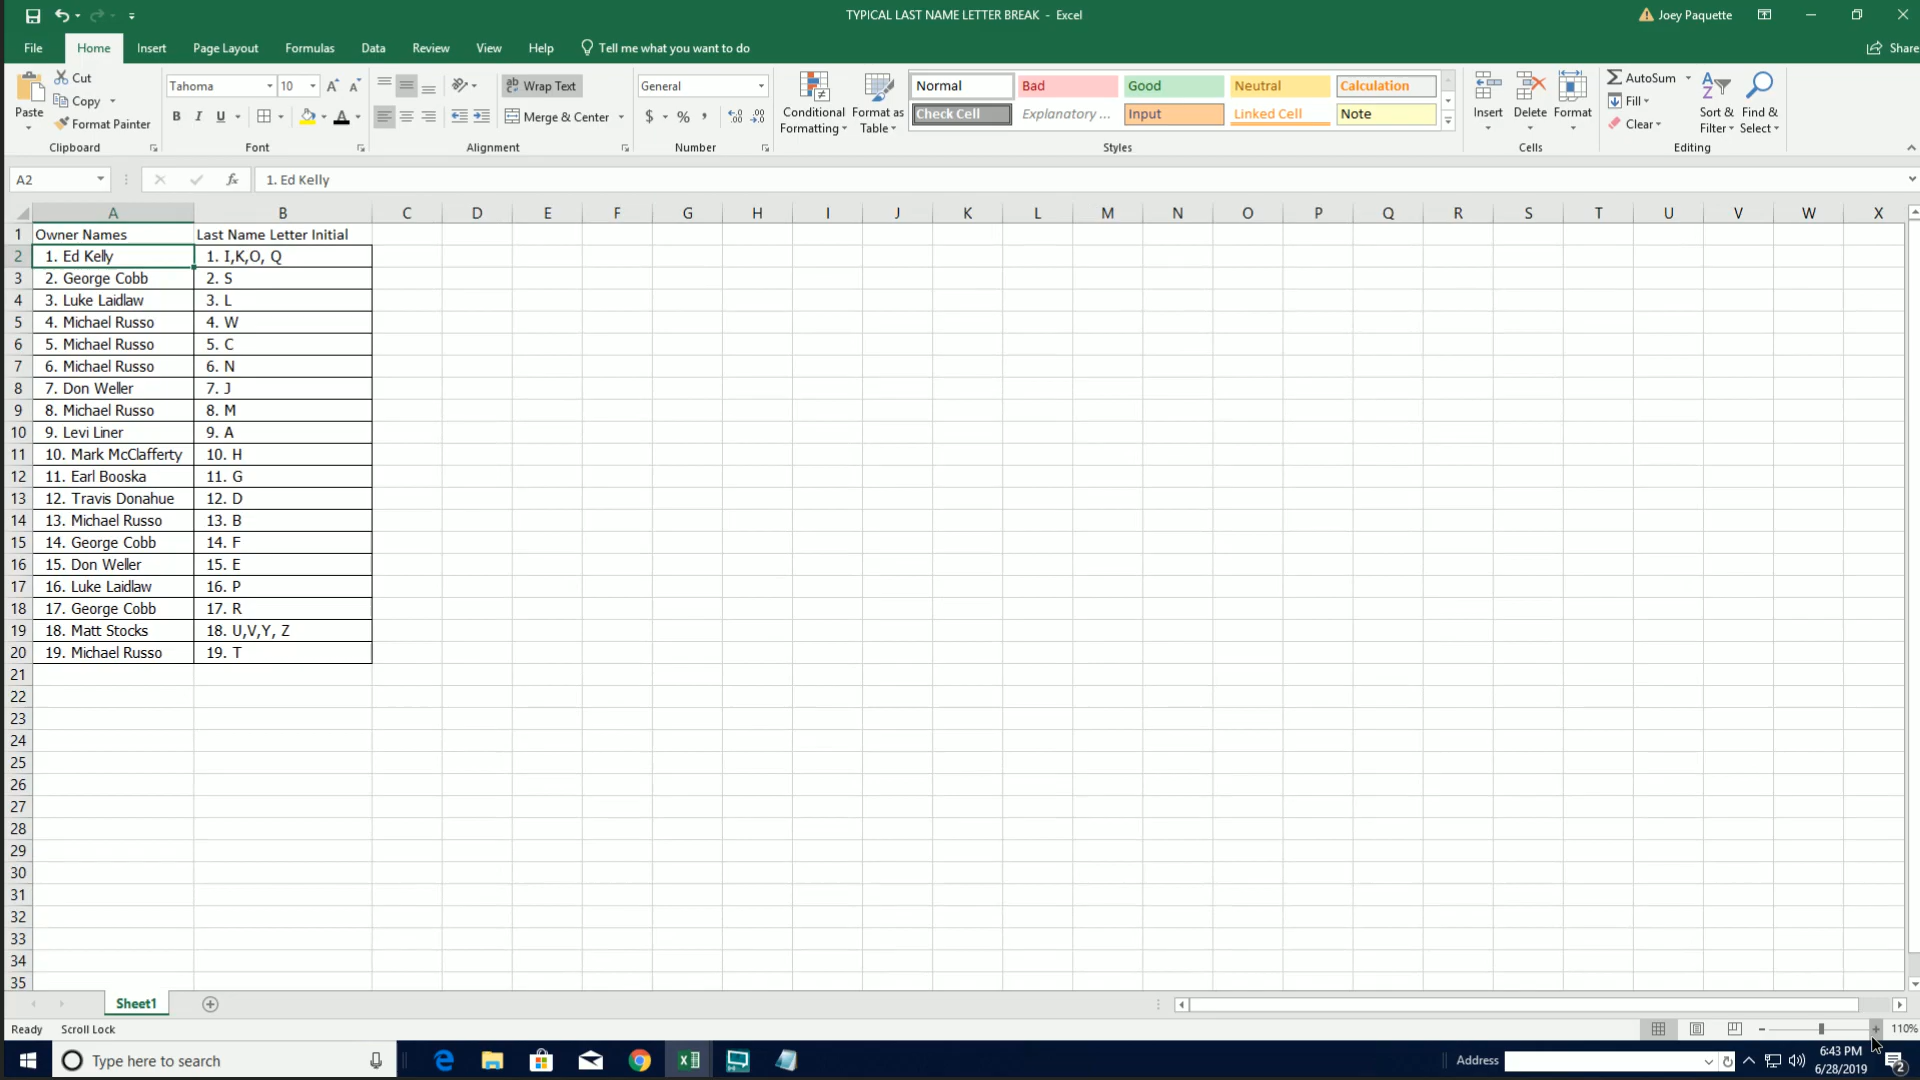 TYPICAL LAST NAME LETTER BREAK - Excel
Joey Paquette
File Home Insert Page Layout Formulas Data Review View Help Tell me what you want to do Share
Paste Cut Copy Format Painter Clipboard
Tahoma 10 B I U A Font
Wrap Text Merge & Center Alignment
General $ % , Number
Conditional Formatting Format as Table
Normal Bad Good Neutral Calculation
Check Cell Explanatory ... Input Linked Cell Note
Styles
Insert Delete Format Cells
AutoSum Fill Clear Sort & Filter Find & Select Editing
A2 fx 1. Ed Kelly
A B C D E F G H I J K L M N O P Q R S T U V W X
1 Owner Names Last Name Letter Initial
2 1. Ed Kelly 1. I,K,O, Q
3 2. George Cobb 2. S
4 3. Luke Laidlaw 3. L
5 4. Michael Russo 4. W
6 5. Michael Russo 5. C
7 6. Michael Russo 6. N
8 7. Don Weller 7. J
9 8. Michael Russo 8. M
10 9. Levi Liner 9. A
11 10. Mark McClafferty 10. H
12 11. Earl Booska 11. G
13 12. Travis Donahue 12. D
14 13. Michael Russo 13. B
15 14. George Cobb 14. F
16 15. Don Weller 15. E
17 16. Luke Laidlaw 16. P
18 17. George Cobb 17. R
19 18. Matt Stocks 18. U,V,Y, Z
20 19. Michael Russo 19. T
21
22
23
24
25
26
27
28
29
30
31
32
33
34
35
Sheet1
Ready Scroll Lock 110%
Type here to search Address 6:43 PM
6/28/2019 2